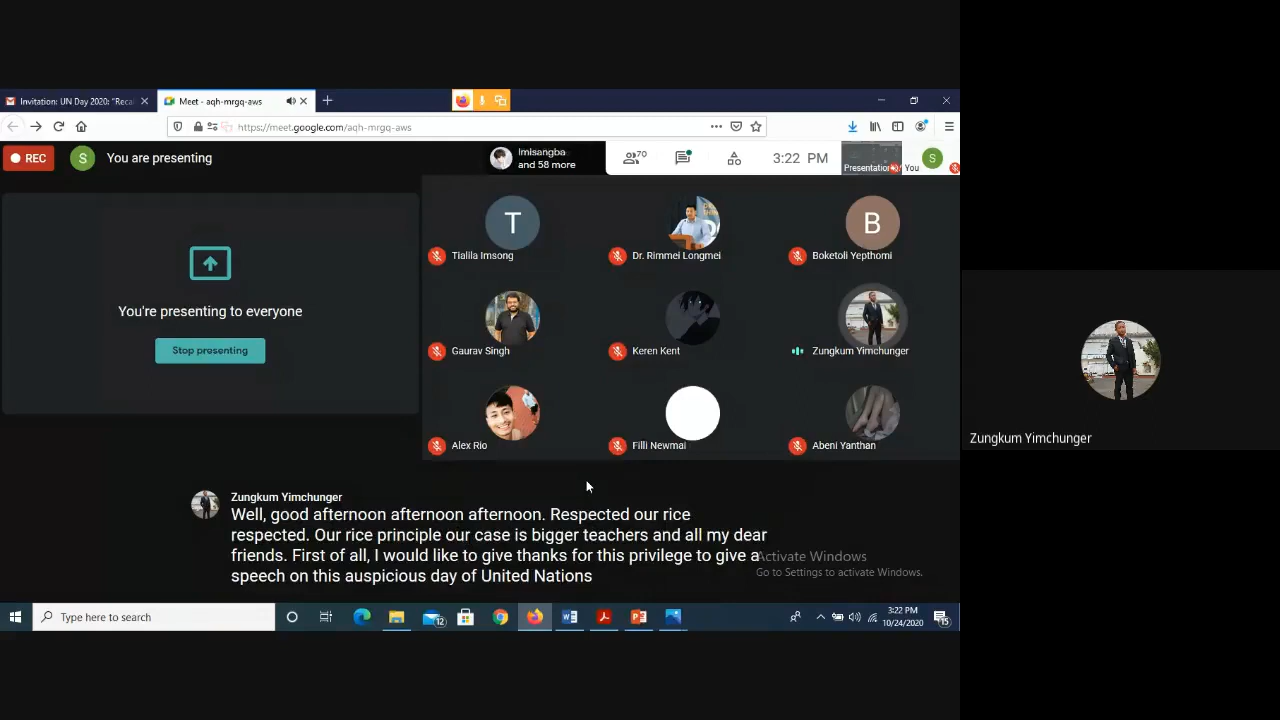 Invitation: UN Day 2020: "Reca
Meet - aqh-mrgq-aws
https://meet.google.com/aqh-mrgq-aws
REC
S
You are presenting
Imisangba
and 58 more
70
3:22 PM
Presentation
You
S
You're presenting to everyone
Stop presenting
T
Tialila Imsong
Dr. Rimmei Longmei
B
Boketoli Yepthomi
Gaurav Singh
Keren Kent
Zungkum Yimchunger
Alex Rio
Filli Newmai
Abeni Yanthan
Zungkum Yimchunger
Zungkum Yimchunger
Well, good afternoon afternoon afternoon. Respected our rice
respected. Our rice principle our case is bigger teachers and all my dear
friends. First of all, I would like to give thanks for this privilege to give a
speech on this auspicious day of United Nations
Activate Windows
Go to Settings to activate Windows.
Type here to search
12
3:22 PM
10/24/2020
15